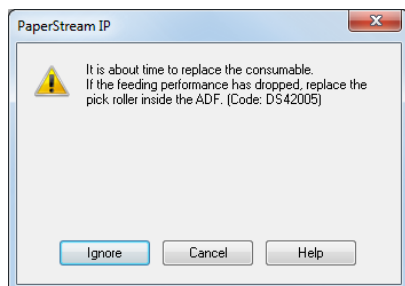 PaperStream IP
It is about time to replace the consumable.
If the feeding performance has dropped, replace the
pick roller inside the ADF. (Code: DS42005)
Ignore Cancel Help